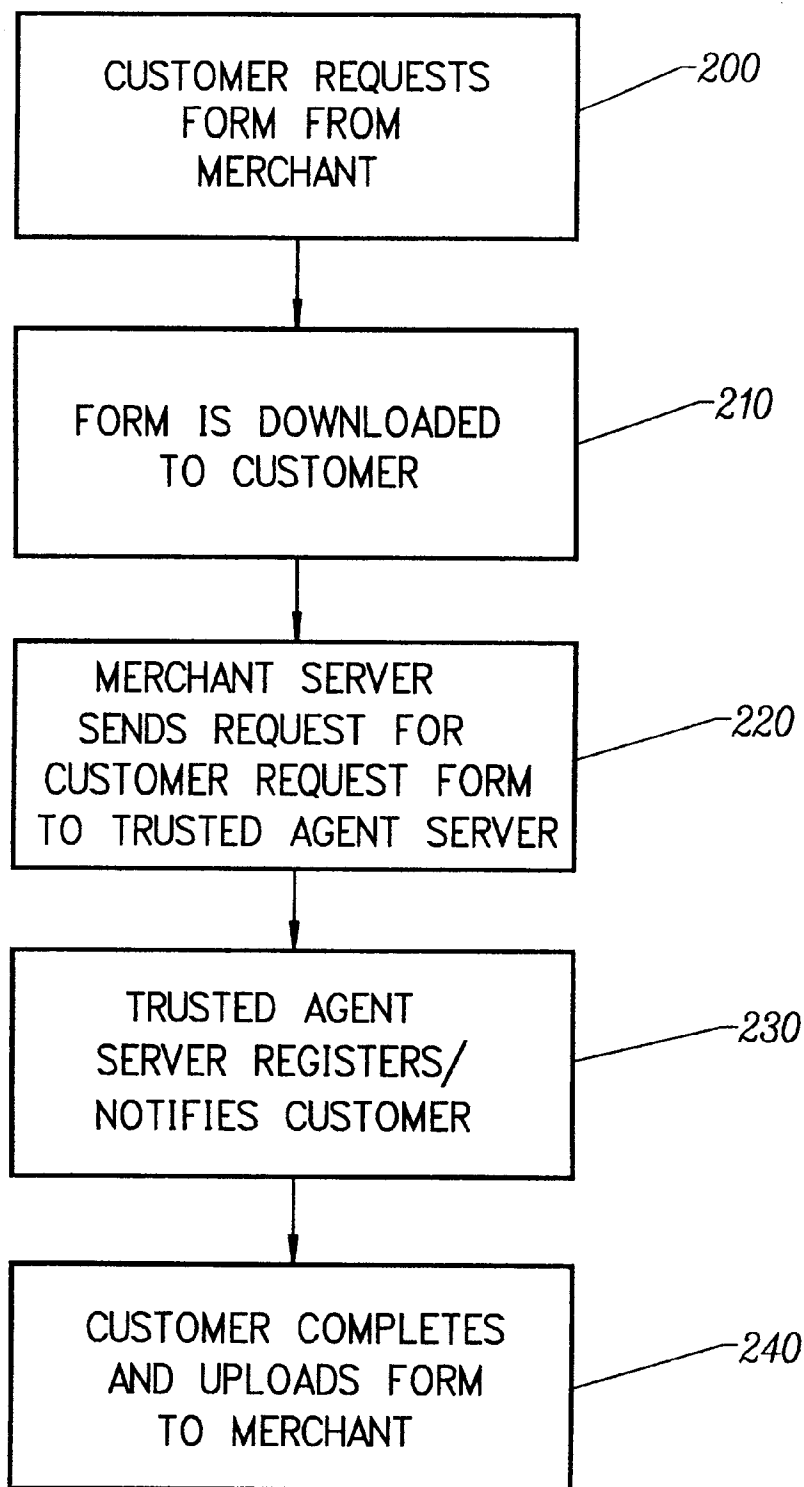 CUSTOMER REQUESTS
FORM FROM
MERCHANT
200
FORM IS DOWNLOADED
TO CUSTOMER
210
MERCHANT SERVER
SENDS REQUEST FOR
CUSTOMER REQUEST FORM
TO TRUSTED AGENT SERVER
220
TRUSTED AGENT
SERVER REGISTERS/
NOTIFIES CUSTOMER
230
CUSTOMER COMPLETES
AND UPLOADS FORM
TO MERCHANT
240